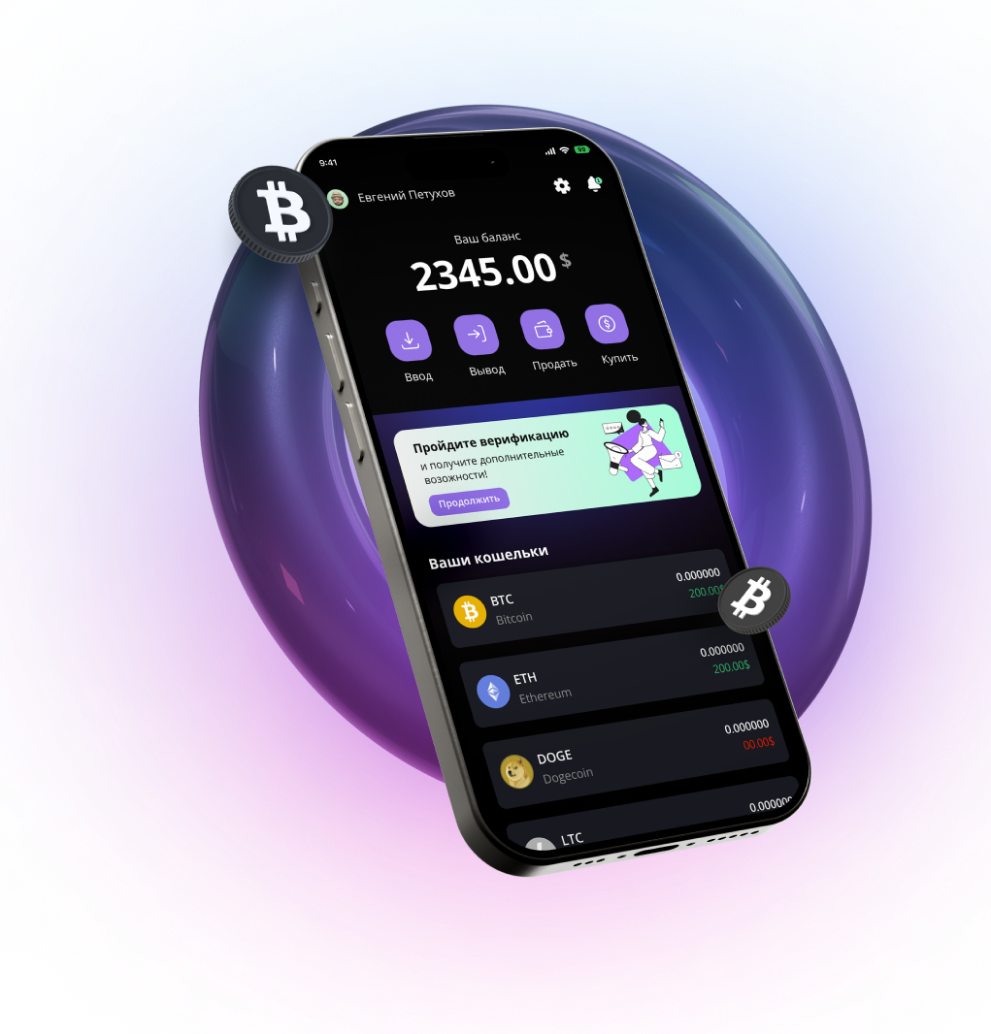 9:41
Евгений Петухов
Ваш баланс
2345.00 $
Ввод
Вывод
Продать
Купить
Пройдите верификацию
и получите дополнительные
возожности!
Продолжить
Ваши кошельки
BTC
0.000000
Bitcoin
200.00$
ETH
0.000000
Ethereum
200.00$
DOGE
0.000000
Dogecoin
00.00$
LTC
0.000000